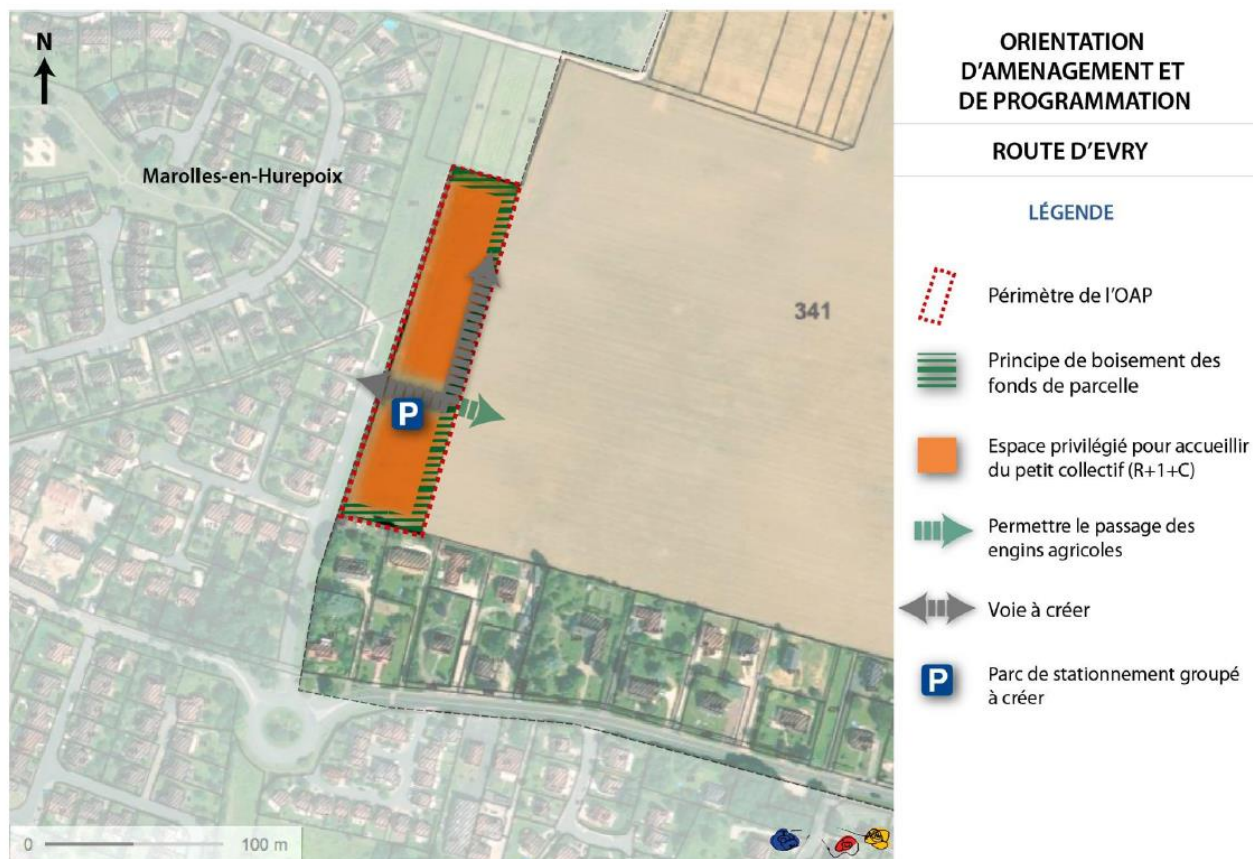 N
Marolles-en-Hurepoix
341
P
0 100 m
ORIENTATION
D'AMENAGEMENT ET
DE PROGRAMMATION
ROUTE D'EVRY
LÉGENDE
Périmètre de l'OAP
Principe de boisement des
fonds de parcelle
Espace privilégié pour accueillir
du petit collectif (R+1+C)
Permettre le passage des
engins agricoles
Voie à créer
P
Parc de stationnement groupé
à créer